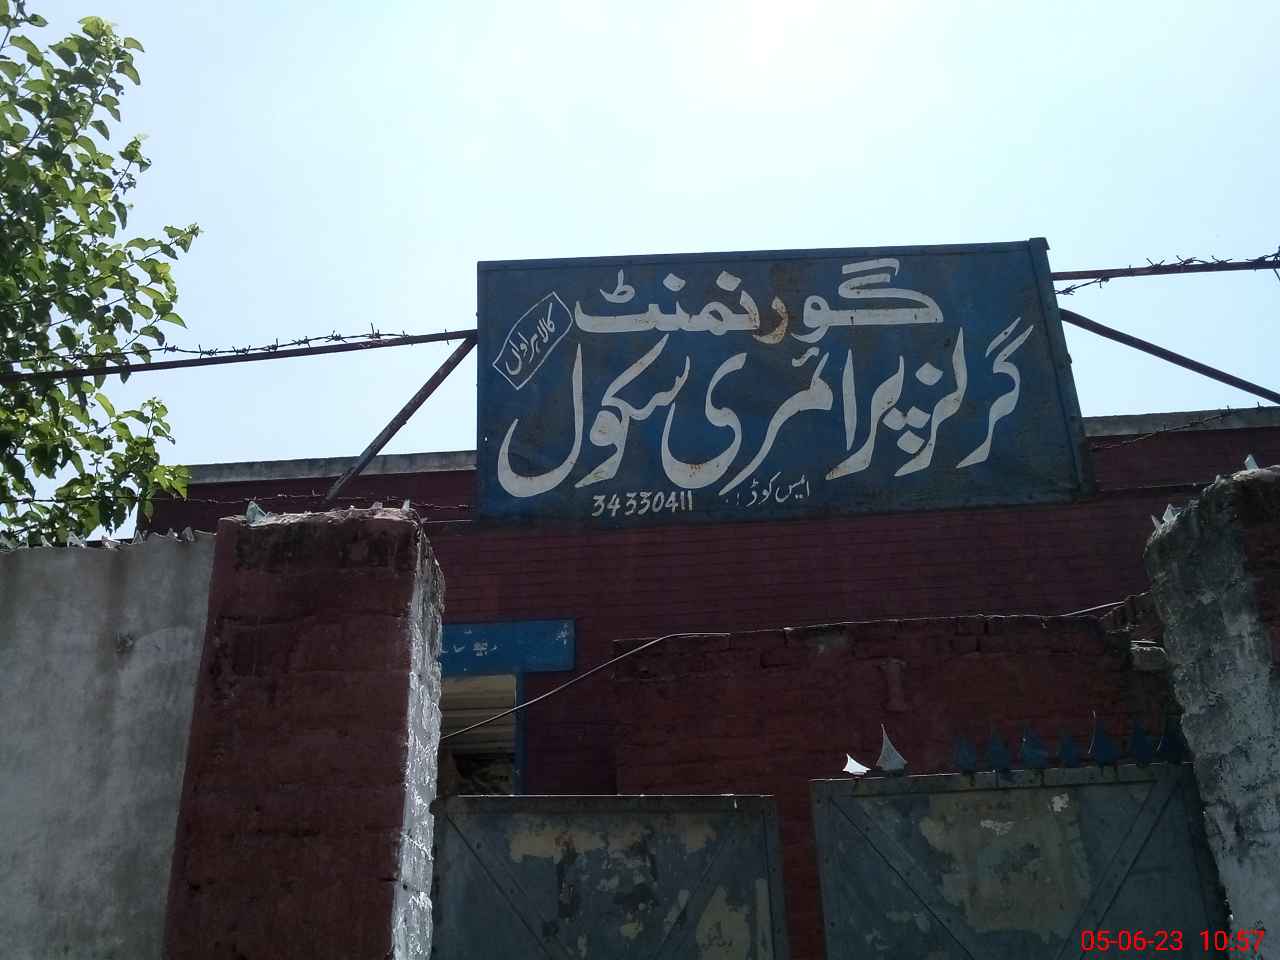 گورنمنٹ
کالا ہراول
گرلز پرائمری سکول
ایس کوڈ: 34330411
05-06-23 10:57